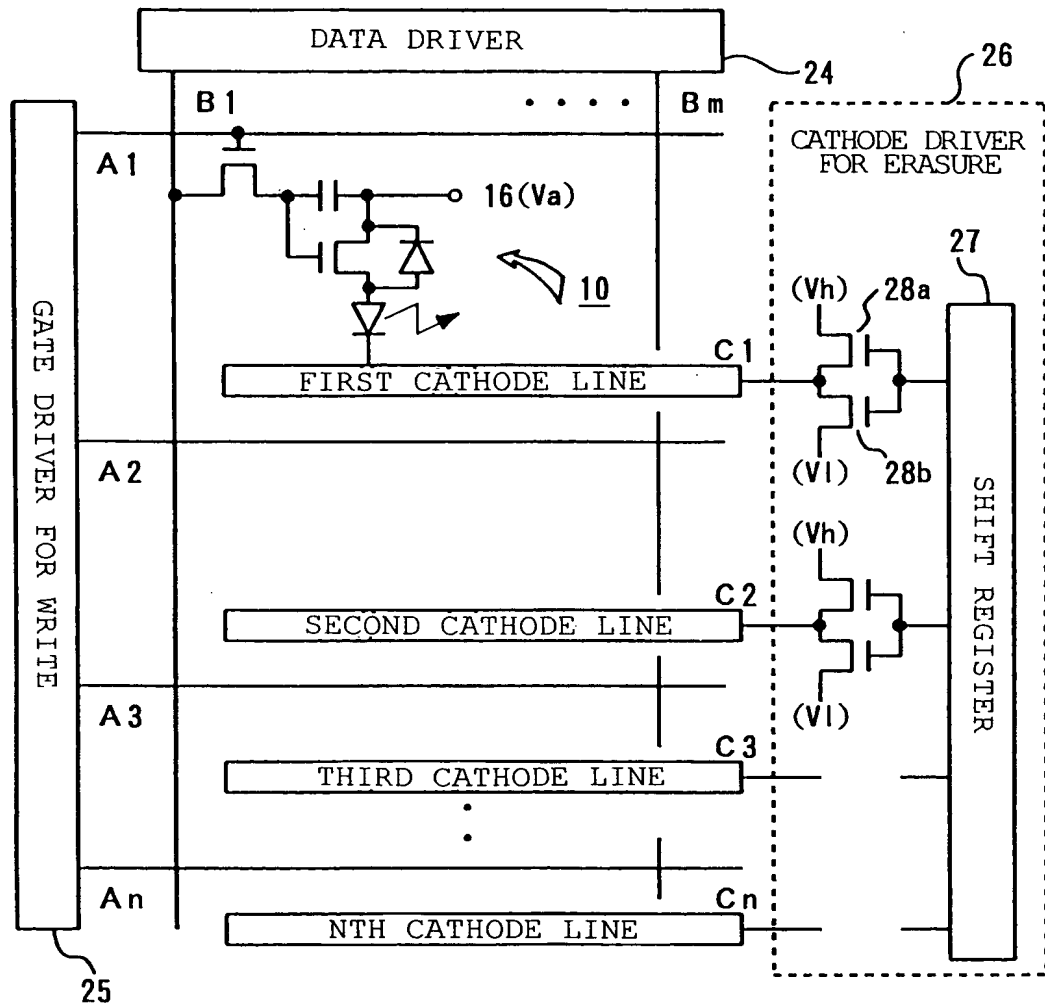 DATA DRIVER
24
26
B1
Bm
A1
CATHODE DRIVER
FOR ERASURE
16(Va)
27
10
(Vh)
28a
C1
FIRST CATHODE LINE
GATE DRIVER FOR WRITE
A2
(Vl)
28b
SHIFT REGISTER
(Vh)
C2
SECOND CATHODE LINE
A3
(Vl)
C3
THIRD CATHODE LINE
An
Cn
NTH CATHODE LINE
25